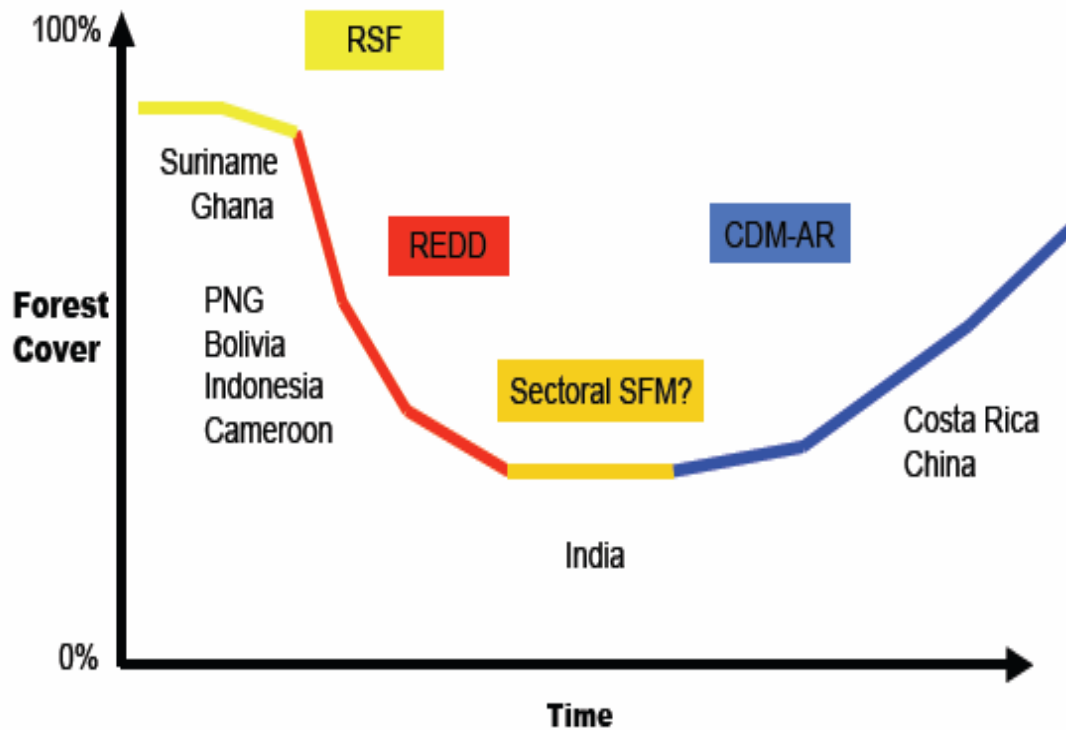 100%
RSF
Suriname
Ghana
REDD
CDM-AR
Forest
Cover
PNG
Bolivia
Indonesia
Cameroon
Sectoral SFM?
Costa Rica
China
India
0%
Time